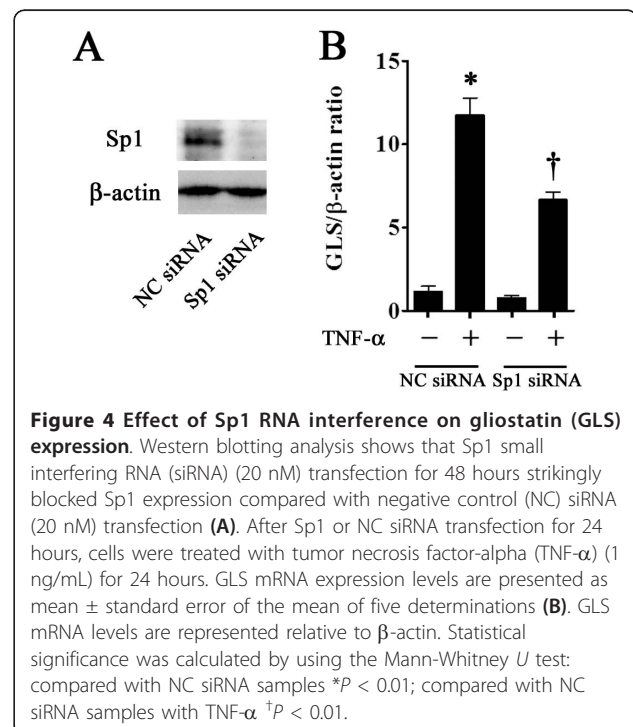 A
Sp1
β-actin
NC siRNA
Sp1 siRNA
B
GLS/β-actin ratio
15
10
5
0
*
†
TNF-α − + − +
NC siRNA Sp1 siRNA
Figure 4 Effect of Sp1 RNA interference on gliostatin (GLS)
expression. Western blotting analysis shows that Sp1 small
interfering RNA (siRNA) (20 nM) transfection for 48 hours strikingly
blocked Sp1 expression compared with negative control (NC) siRNA
(20 nM) transfection (A). After Sp1 or NC siRNA transfection for 24
hours, cells were treated with tumor necrosis factor-alpha (TNF-α) (1
ng/mL) for 24 hours. GLS mRNA expression levels are presented as
mean ± standard error of the mean of five determinations (B). GLS
mRNA levels are represented relative to β-actin. Statistical
significance was calculated by using the Mann-Whitney U test:
compared with NC siRNA samples *P < 0.01; compared with NC
siRNA samples with TNF-α †P < 0.01.